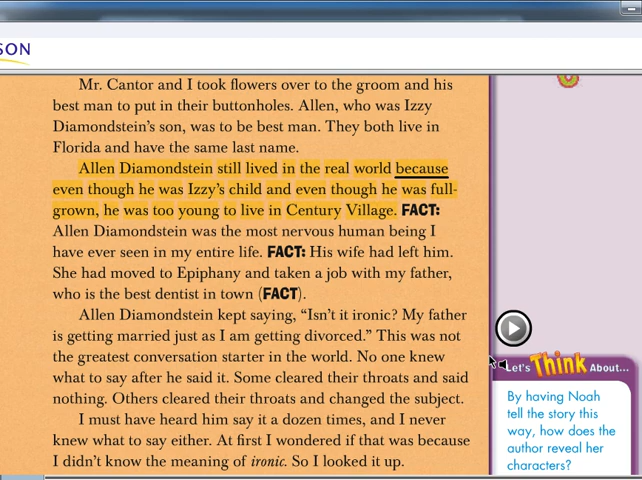 SON
Mr. Cantor and I took flowers over to the groom and his
best man to put in their buttonholes. Allen, who was Izzy
Diamondstein’s son, was to be best man. They both live in
Florida and have the same last name.
Allen Diamondstein still lived in the real world because
even though he was Izzy’s child and even though he was full-
grown, he was too young to live in Century Village. FACT:
Allen Diamondstein was the most nervous human being I
have ever seen in my entire life. FACT: His wife had left him.
She had moved to Epiphany and taken a job with my father,
who is the best dentist in town (FACT).
Allen Diamondstein kept saying, “Isn’t it ironic? My father
is getting married just as I am getting divorced.” This was not
the greatest conversation starter in the world. No one knew
what to say after he said it. Some cleared their throats and said
nothing. Others cleared their throats and changed the subject.
I must have heard him say it a dozen times, and I never
knew what to say either. At first I wondered if that was because
I didn’t know the meaning of ironic. So I looked it up.
Let’s Think About...
By having Noah
tell the story this
way, how does the
author reveal her
characters?